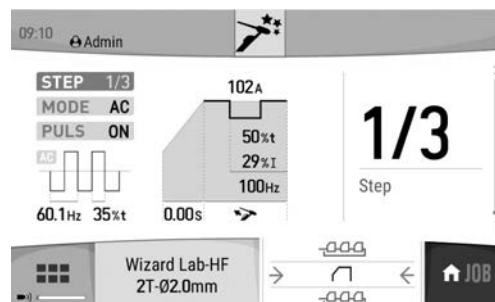 09:10
Admin
STEP 1/3
MODE AC
PULS ON
AC
60.1Hz 35%t
102A
50%t
29%I
100Hz
0.00s
1/3
Step
Wizard Lab-HF
2T-Ø2.0mm
JOB